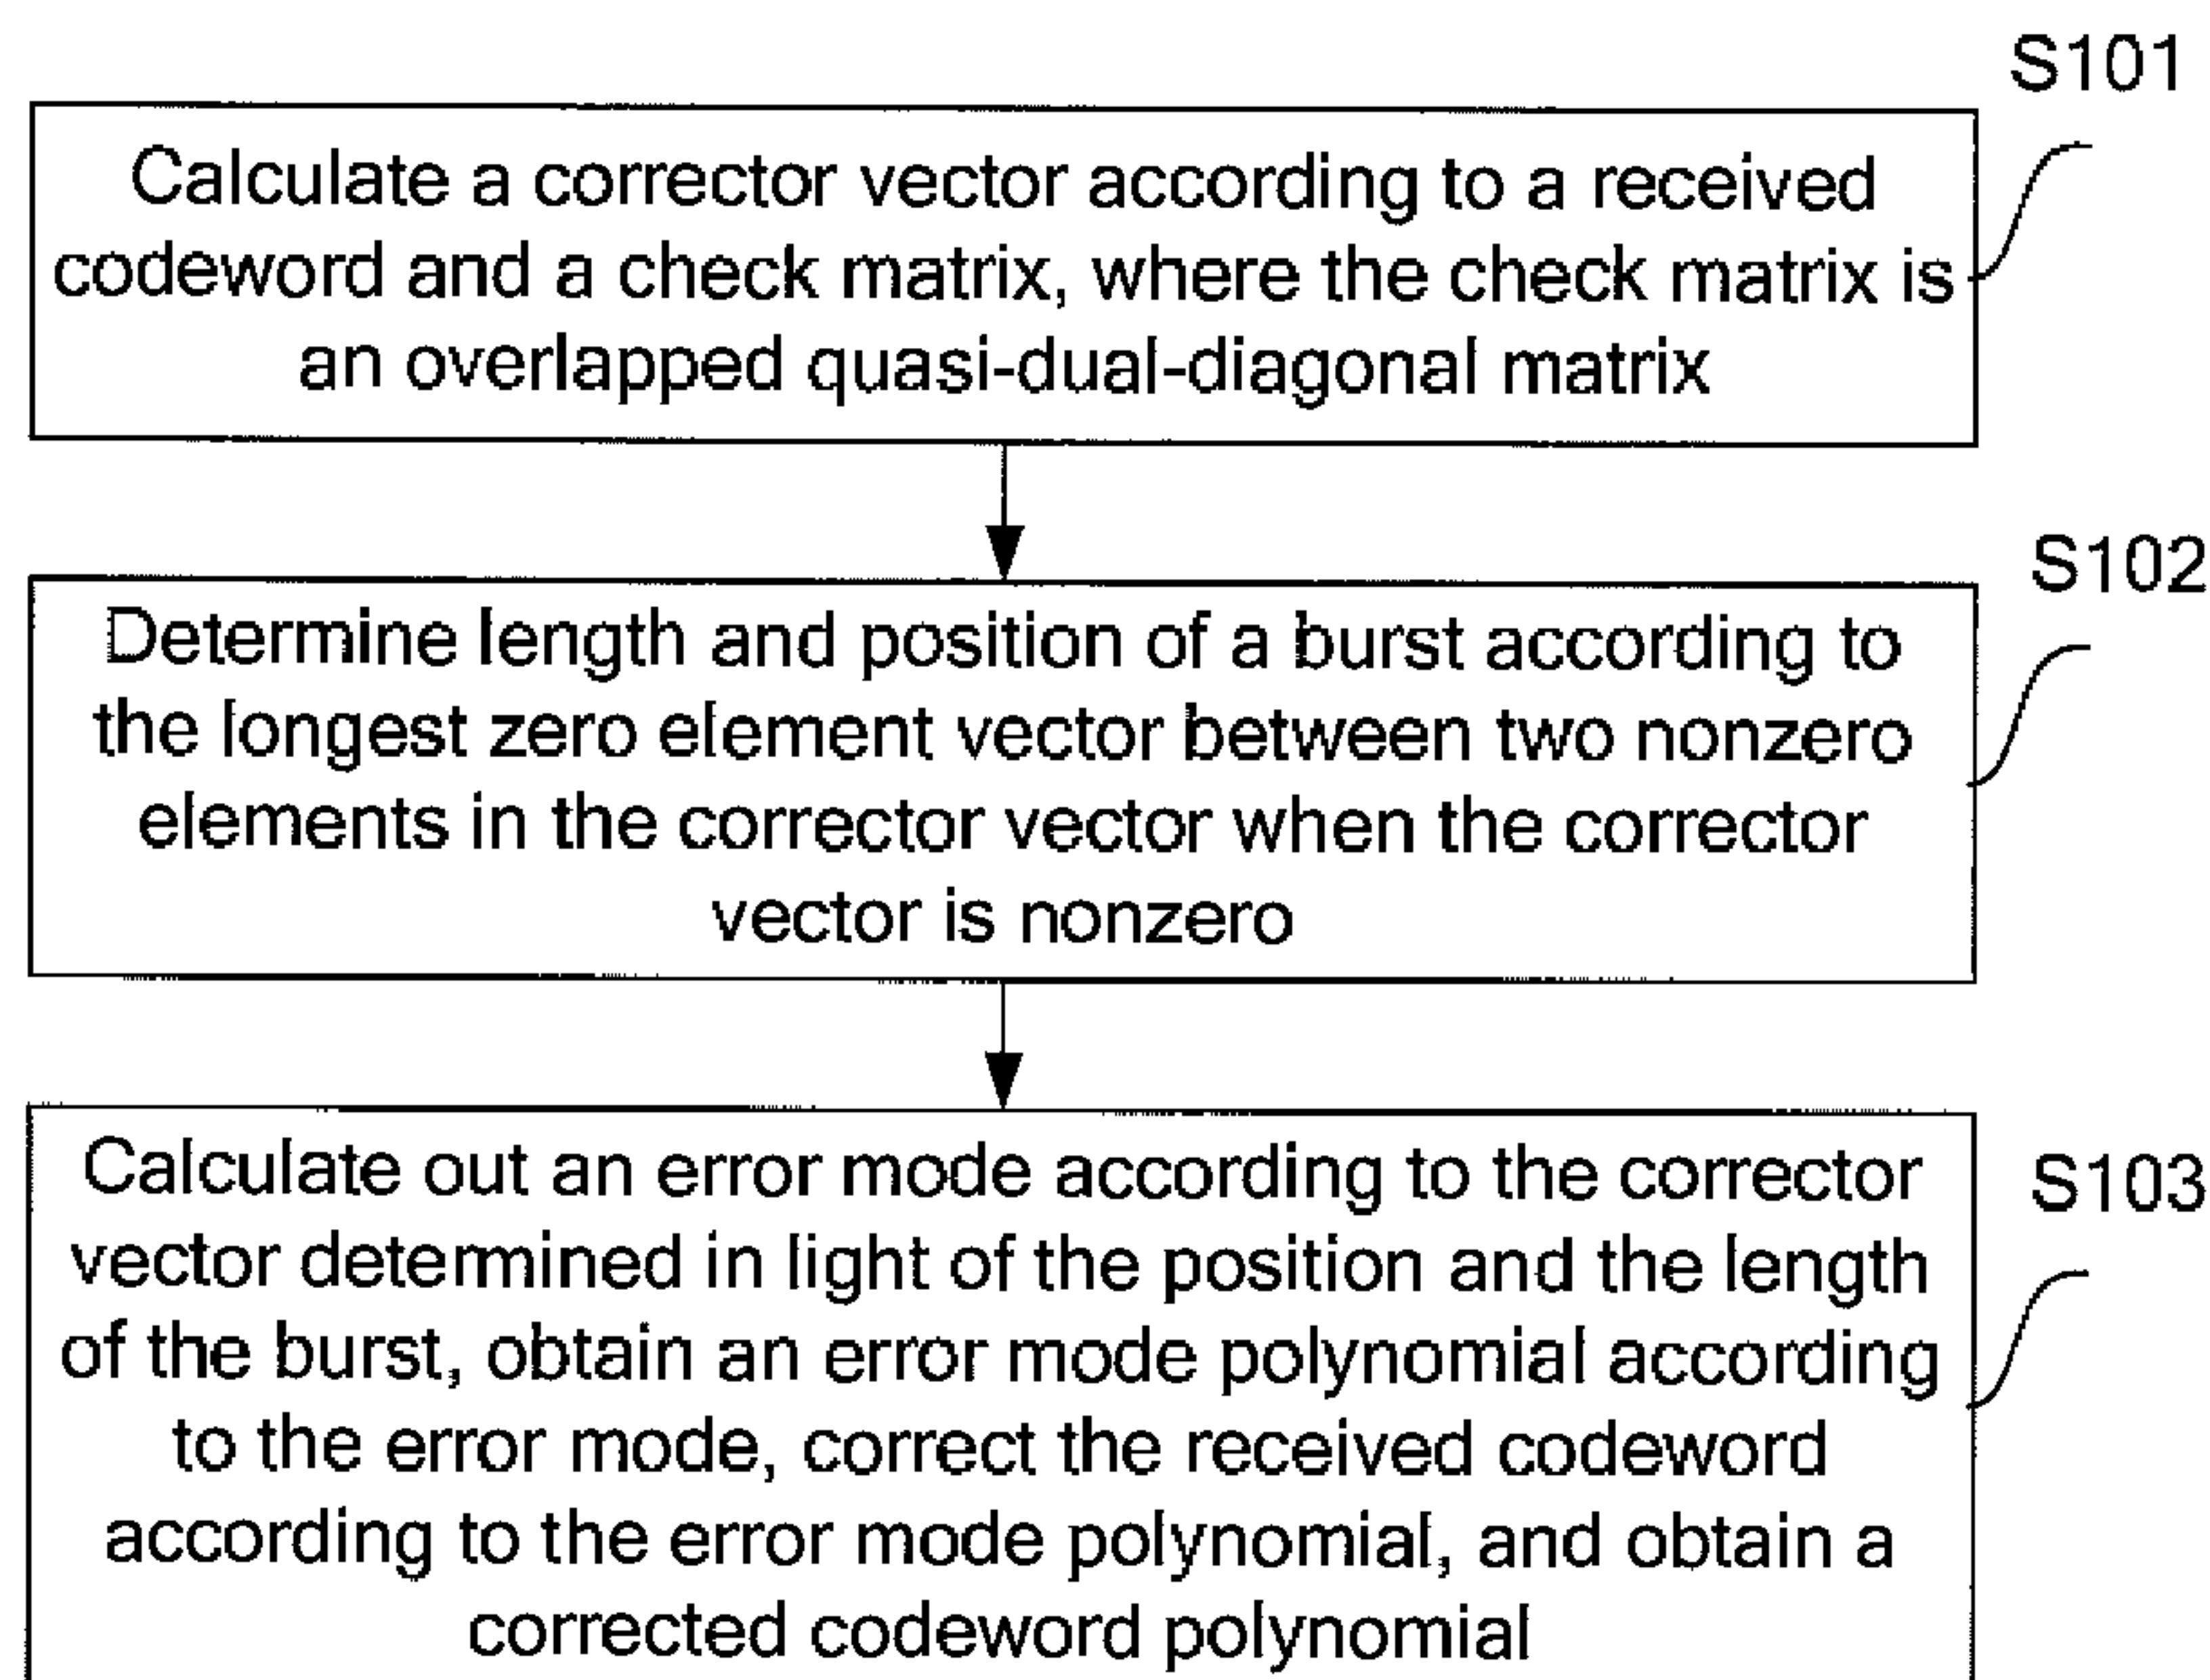 S101
Calculate a corrector vector according to a received
codeword and a check matrix, where the check matrix is
an overlapped quasi-dual-diagonal matrix
S102
Determine length and position of a burst according to
the longest zero element vector between two nonzero
elements in the corrector vector when the corrector
vector is nonzero
S103
Calculate out an error mode according to the corrector
vector determined in light of the position and the length
of the burst, obtain an error mode polynomial according
to the error mode, correct the received codeword
according to the error mode polynomial, and obtain a
corrected codeword polynomial